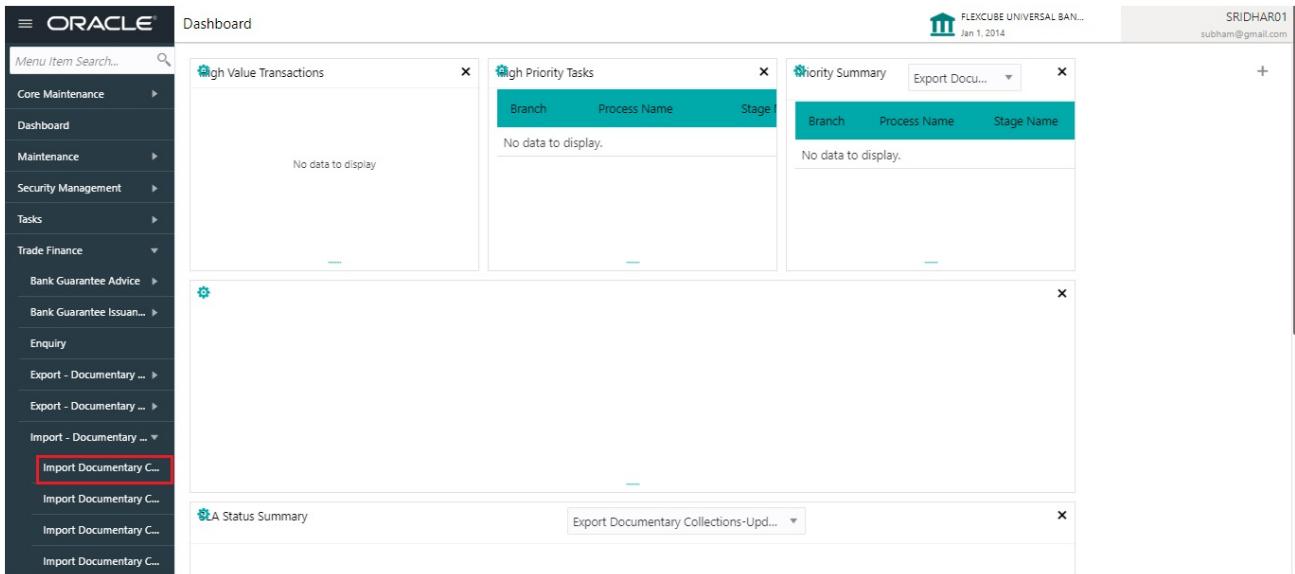 ORACLE
Dashboard
FLEXCUBE UNIVERSAL BAN...
Jan 1, 2014
SRIDHAR01
subham@gmail.com
Menu Item Search...
Core Maintenance
Dashboard
Maintenance
Security Management
Tasks
Trade Finance
Bank Guarantee Advice
Bank Guarantee Issuan...
Enquiry
Export - Documentary ...
Export - Documentary ...
Import - Documentary ...
Import Documentary C...
Import Documentary C...
Import Documentary C...
Import Documentary C...
High Value Transactions
No data to display
High Priority Tasks
Branch Process Name Stage N
No data to display.
Priority Summary Export Docu...
Branch Process Name Stage Name
No data to display.
SLA Status Summary Export Documentary Collections-Upd...